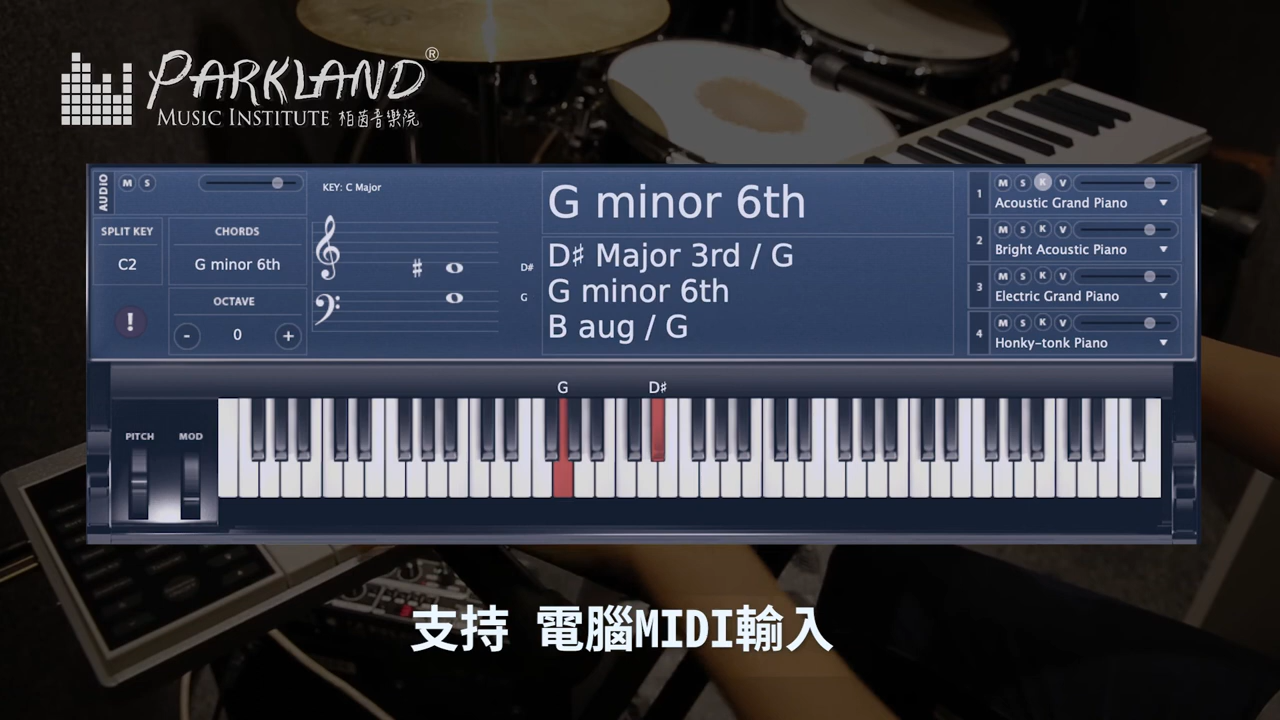 PARKLAND®
MUSIC INSTITUTE 柏茵音樂院
AUDIO
M S
KEY: C Major
SPLIT KEY
C2
CHORDS
G minor 6th
OCTAVE
- 0 +
!
D#
G
G minor 6th
D♯ Major 3rd / G
G minor 6th
B aug / G
1 M S K V
Acoustic Grand Piano
2 M S K V
Bright Acoustic Piano
3 M S K V
Electric Grand Piano
4 M S K V
Honky-tonk Piano
G D♯
PITCH MOD
支持 電腦MIDI輸入